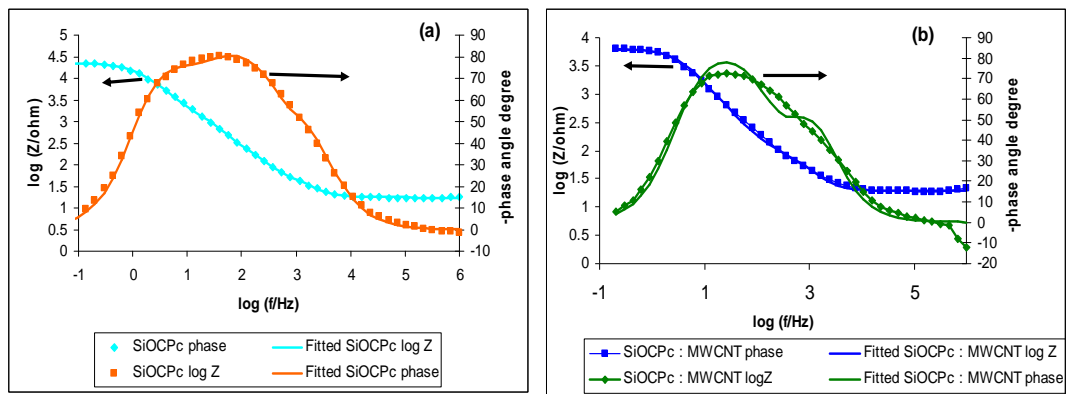 (a)
log (Z/ohm)
5
4.5
4
3.5
3
2.5
2
1.5
1
0.5
0
-1 0 1 2 3 4 5 6
log (f/Hz)
90
80
70
60
50
40
30
20
10
0
-10
-phase angle degree
SiOCPc phase
Fitted SiOCPc log Z
SiOCPc log Z
Fitted SiOCPc phase
(b)
log (Z/ohm)
4
3.5
3
2.5
2
1.5
1
0.5
0
-1 1 3 5
log (f/Hz)
90
80
70
60
50
40
30
20
10
0
-10
-20
-phase angle degree
SiOCPc : MWCNT phase
Fitted SiOCPc : MWCNT log Z
SiOCPc : MWCNT logZ
Fitted SiOCPc : MWCNT phase